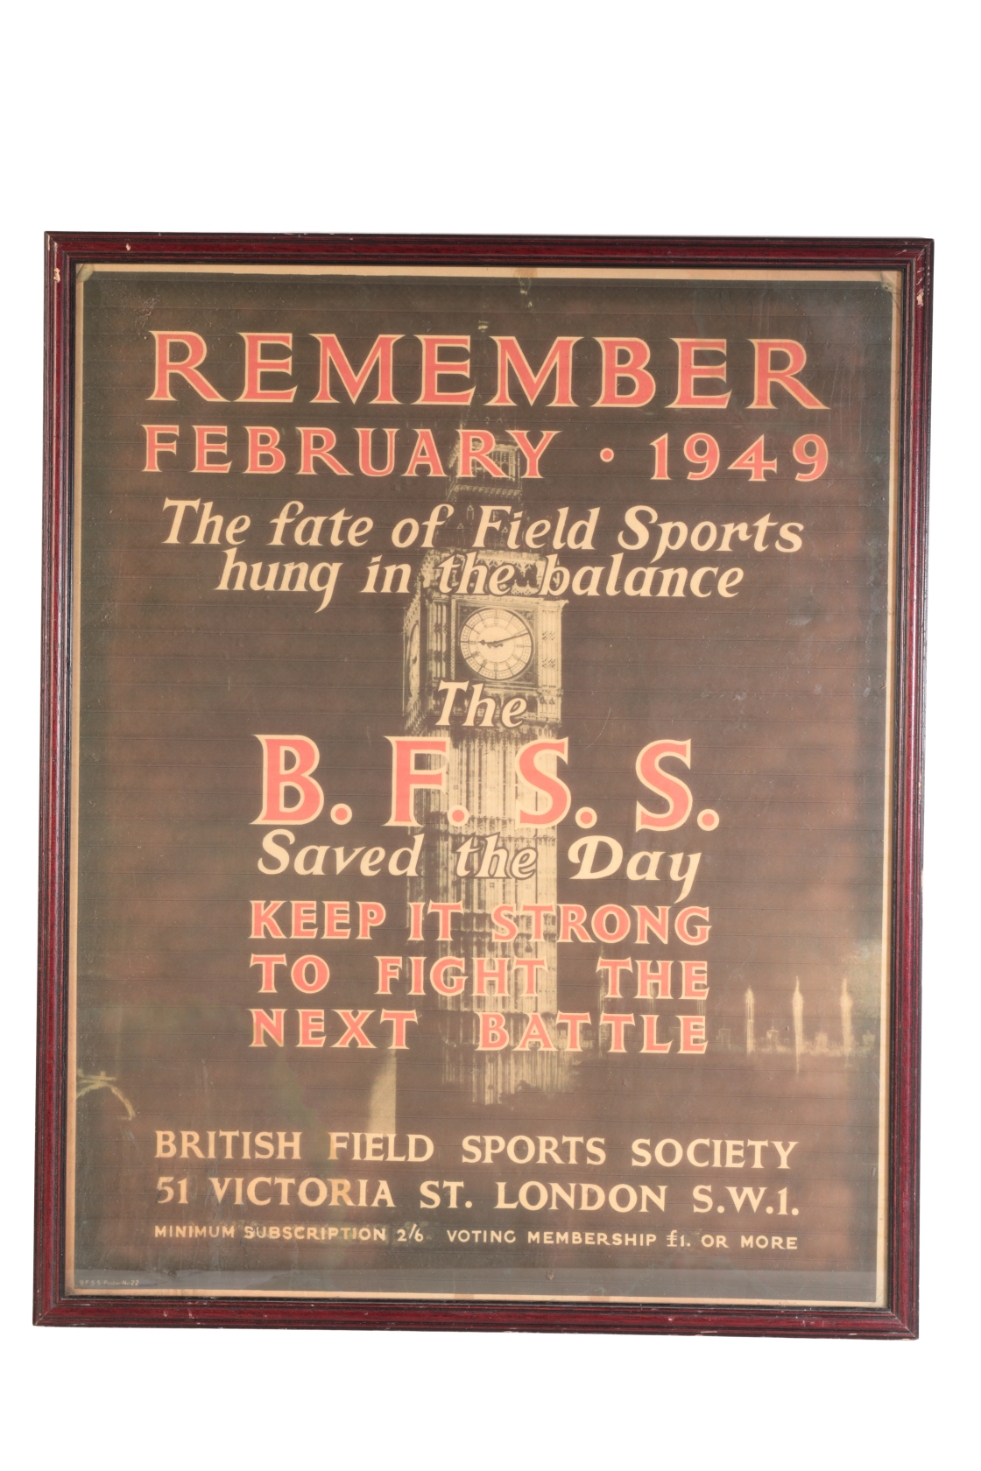 REMEMBER
FEBRUARY · 1949
The fate of Field Sports
hung in the balance
The
B. F. S. S.
Saved the Day
KEEP IT STRONG
TO FIGHT THE
NEXT BATTLE
BRITISH FIELD SPORTS SOCIETY
51 VICTORIA ST. LONDON S.W.1.
MINIMUM SUBSCRIPTION 2/6 VOTING MEMBERSHIP £1. OR MORE